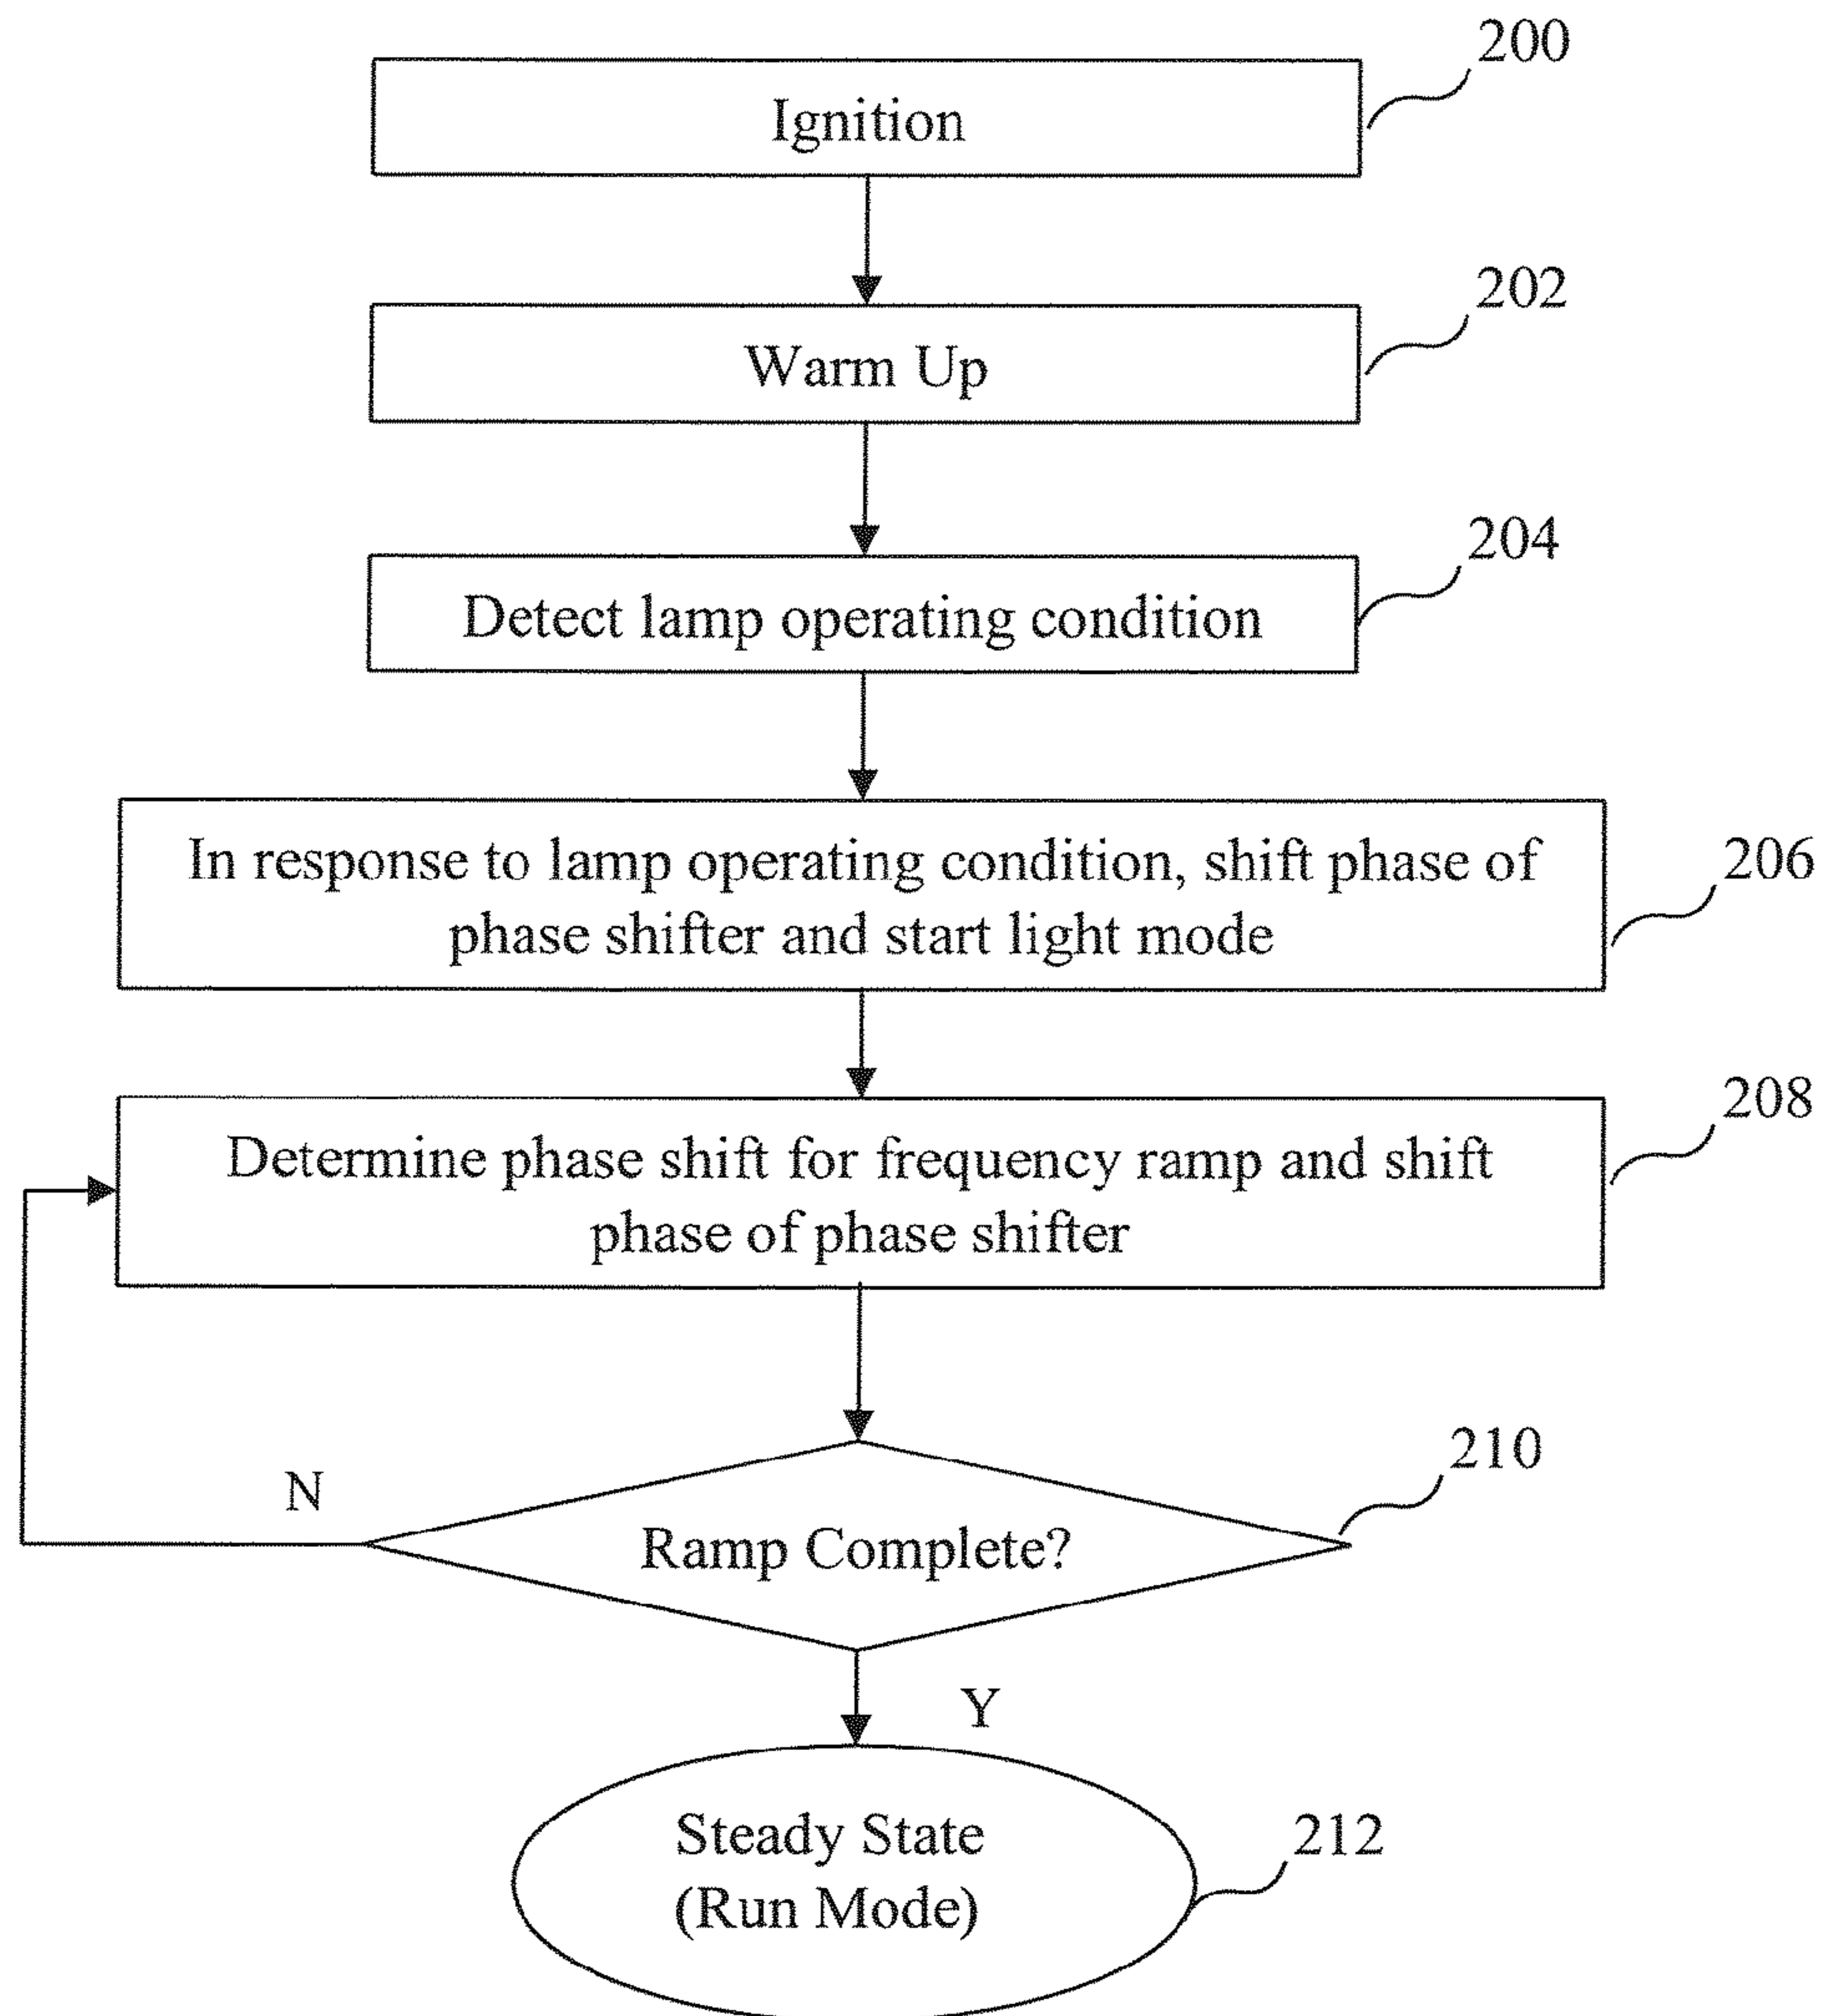 200
Ignition
202
Warm Up
204
Detect lamp operating condition
206
In response to lamp operating condition, shift phase of
phase shifter and start light mode
208
Determine phase shift for frequency ramp and shift
phase of phase shifter
210
N
Ramp Complete?
Y
Steady State
212
(Run Mode)